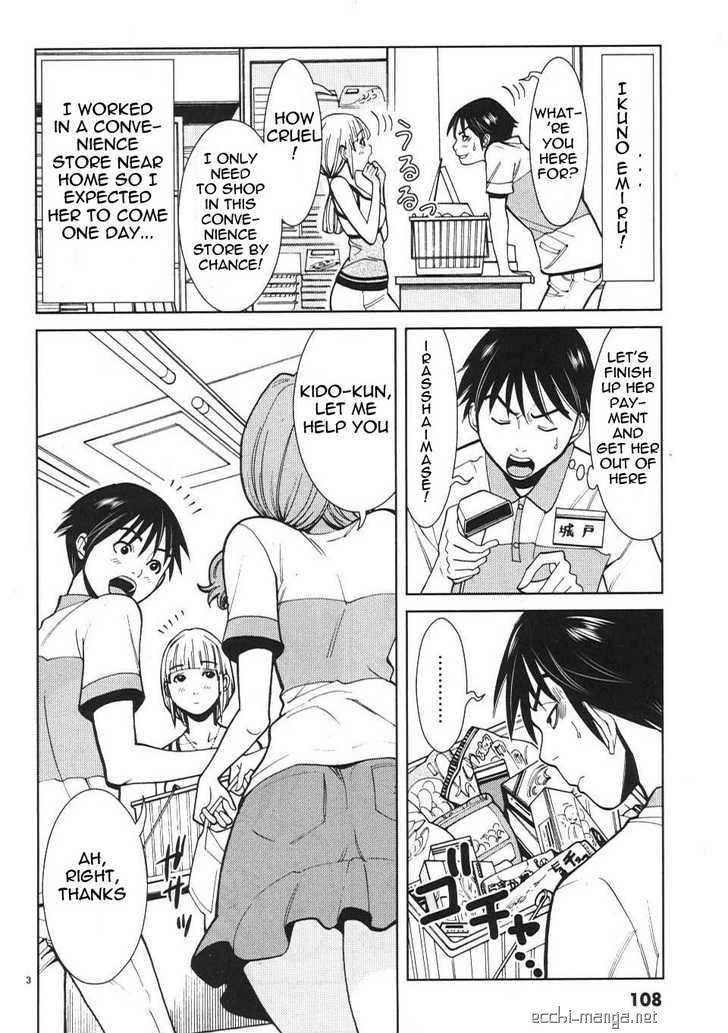 ...
IKUNO EMIRU!
WHAT-
'RE
YOU
HERE
FOR?
うるるっ
HOW
CRUEL
!
I ONLY
NEED
TO SHOP
IN THIS
CONVE-
NIENCE
STORE BY
CHANCE!
I WORKED
IN A CONVE-
NIENCE
STORE NEAR
HOME SO I
EXPECTED
HER TO COME
ONE DAY...
LET'S
FINISH
UP HER
PAY-
MENT
AND
GET HER
OUT OF
HERE
IRASSHAIMASE!
城戸
..........
ゴチャ…
KIDO-KUN,
LET ME
HELP YOU
AH,
RIGHT,
THANKS
3
108
ecchi-manga.net